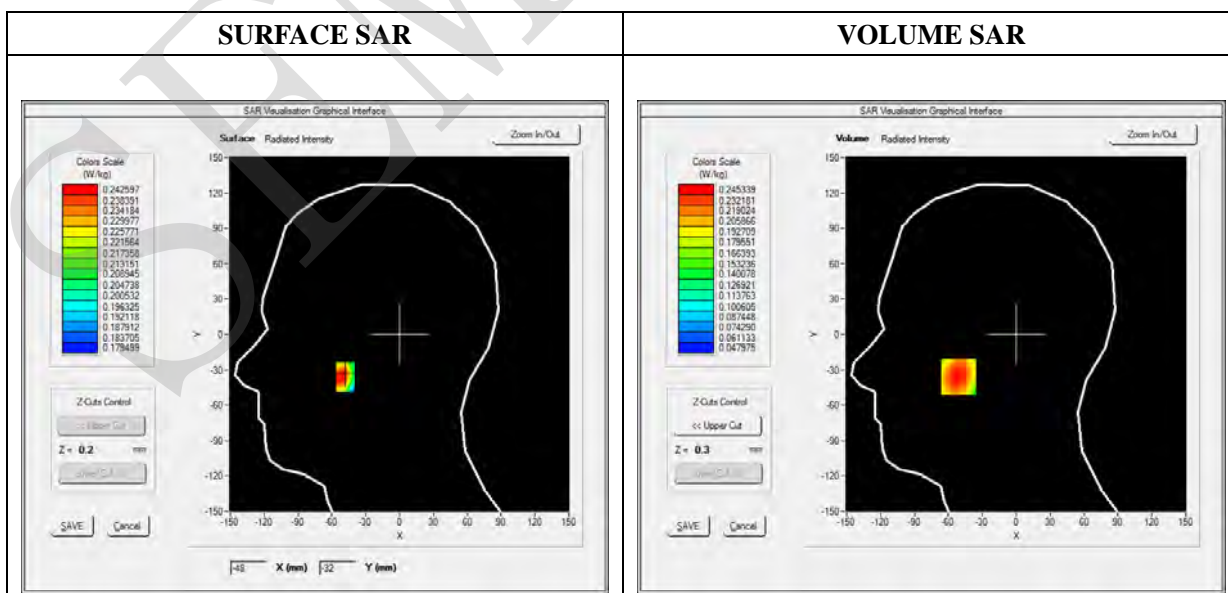 SURFACE SAR
VOLUME SAR
SAR Visualisation Graphical Interface
Surface Radiated Intensity
Zoom In/Out
Colors Scale
(W/kg)
0.242597
0.238391
0.234184
0.229977
0.225771
0.221564
0.217358
0.213151
0.208945
0.204738
0.200532
0.196325
0.192118
0.187912
0.183705
0.179499
150
120
90
60
30
0
-30
-60
-90
-120
-150
Y
-150 -120 -90 -60 -30 0 30 60 90 120 150
X
Z-Cuts Control
<< Upper Cut
Z = 0.2 mm
SAVE Cancel
-48 X (mm) -32 Y (mm)
SAR Visualisation Graphical Interface
Volume Radiated Intensity
Zoom In/Out
Colors Scale
(W/kg)
0.245339
0.232181
0.219024
0.205866
0.192709
0.179551
0.166393
0.153236
0.140078
0.126921
0.113763
0.100605
0.087448
0.074290
0.061133
0.047975
150
120
90
60
30
0
-30
-60
-90
-120
-150
Y
-150 -120 -90 -60 -30 0 30 60 90 120 150
X
Z-Cuts Control
<< Upper Cut
Z = 0.3 mm
SAVE Cancel